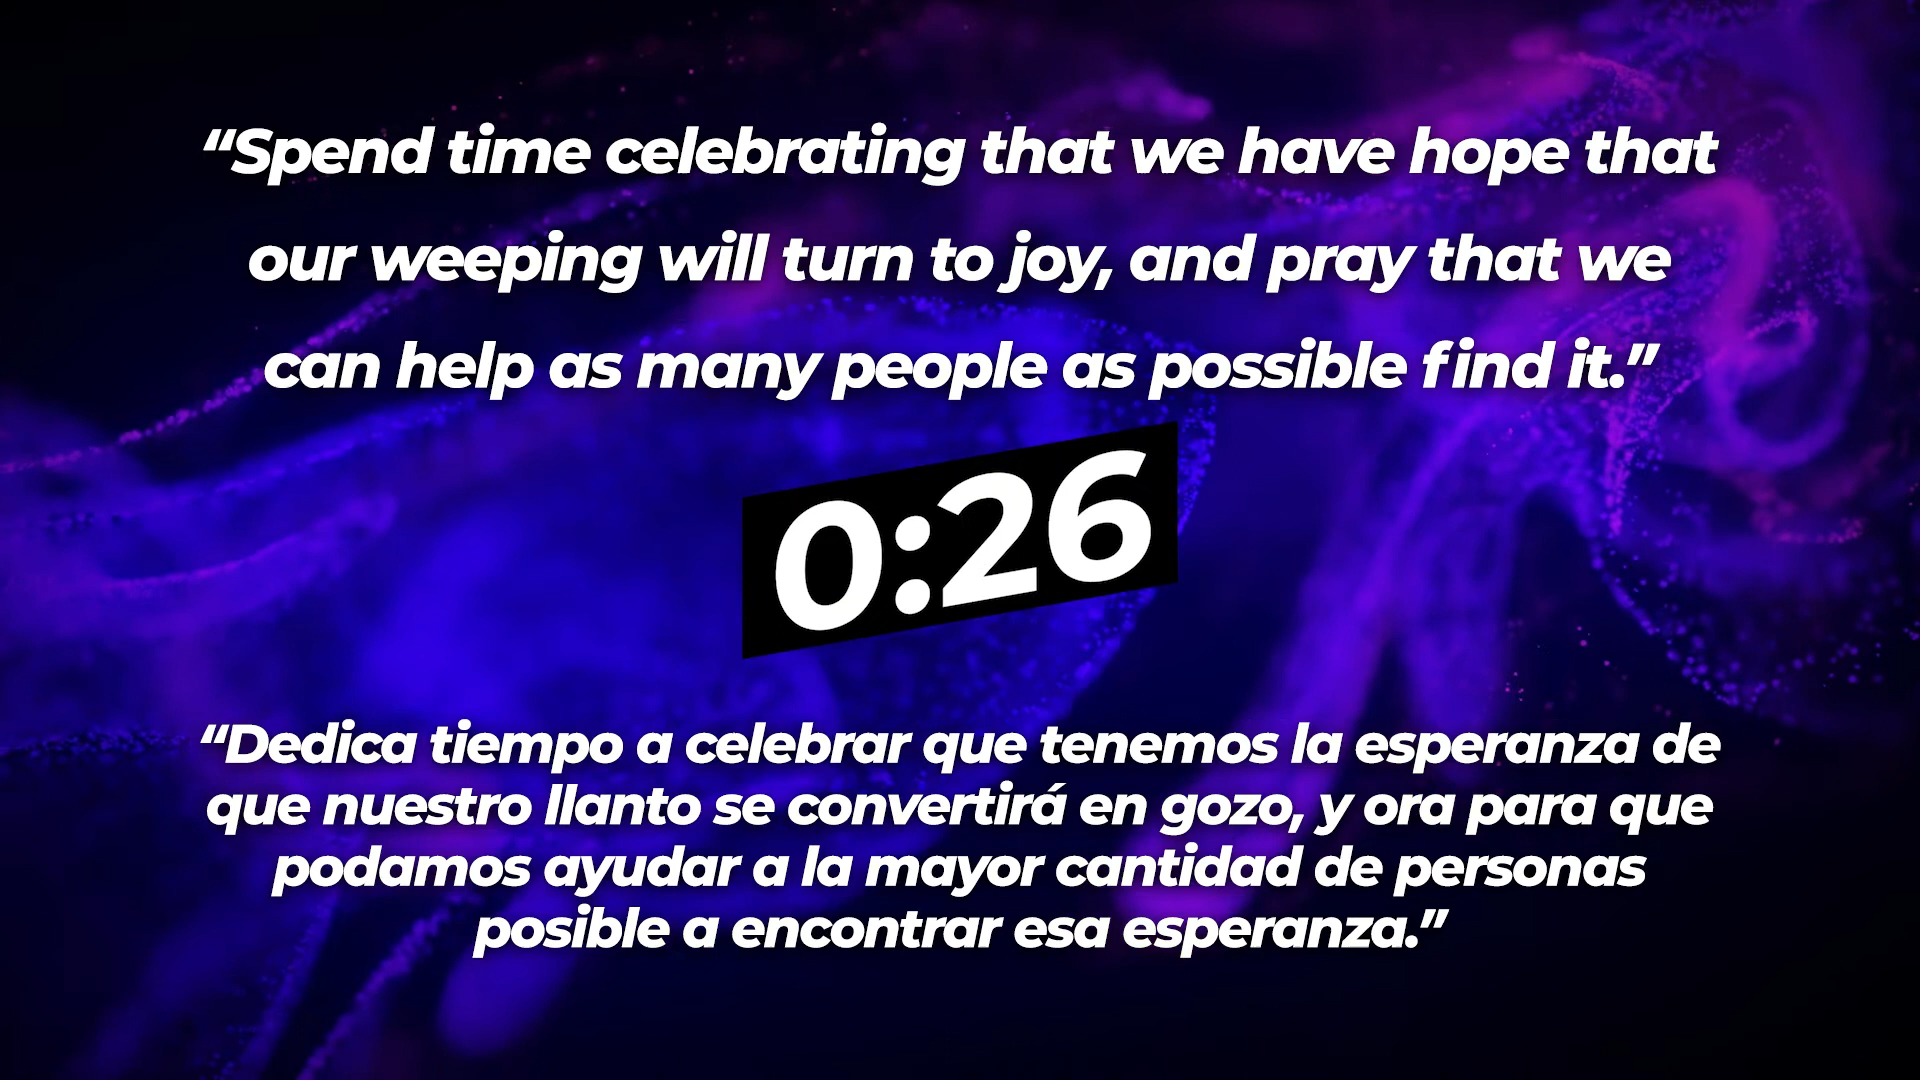 “Spend time celebrating that we have hope that
our weeping will turn to joy, and pray that we
can help as many people as possible find it.”
0:26
“Dedica tiempo a celebrar que tenemos la esperanza de
que nuestro llanto se convertirá en gozo, y ora para que
podamos ayudar a la mayor cantidad de personas
posible a encontrar esa esperanza.”